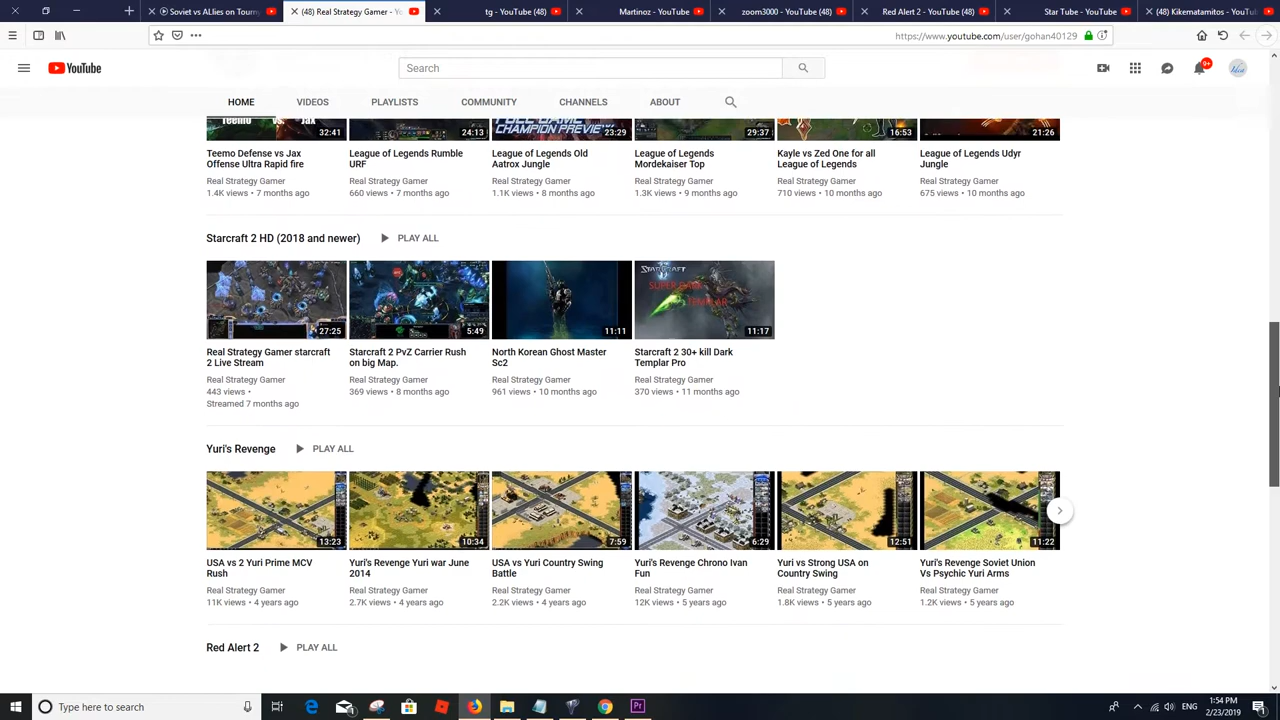 Soviet vs Allies on Tourn
(48) Real Strategy Gamer - Yo
tg - YouTube (48)
Martinoz - YouTube
zoom3000 - YouTube (48)
Red Alert 2 - YouTube (48)
Star Tube - YouTube (48)
(48) Kikematamitos - YouTub
https://www.youtube.com/user/gohan40129
YouTube
Search
9+
HOME VIDEOS PLAYLISTS COMMUNITY CHANNELS ABOUT
Teemo vs. Jax
32:41
24:13
CHAMPION PREVIEW
23:29
29:37
16:53
21:26
Teemo Defense vs Jax
Offense Ultra Rapid fire
Real Strategy Gamer
1.4K views • 7 months ago
League of Legends Rumble
URF
Real Strategy Gamer
660 views • 7 months ago
League of Legends Old
Aatrox Jungle
Real Strategy Gamer
1.1K views • 8 months ago
League of Legends
Mordekaiser Top
Real Strategy Gamer
1.3K views • 9 months ago
Kayle vs Zed One for all
League of Legends
Real Strategy Gamer
710 views • 10 months ago
League of Legends Udyr
Jungle
Real Strategy Gamer
675 views • 10 months ago
Starcraft 2 HD (2018 and newer) PLAY ALL
27:25
5:49
11:11
STARCRAFT
SUPER DARK
TEMPLAR
11:17
Real Strategy Gamer starcraft
2 Live Stream
Real Strategy Gamer
443 views •
Streamed 7 months ago
Starcraft 2 PvZ Carrier Rush
on big Map.
Real Strategy Gamer
369 views • 8 months ago
North Korean Ghost Master
Sc2
Real Strategy Gamer
961 views • 10 months ago
Starcraft 2 30+ kill Dark
Templar Pro
Real Strategy Gamer
370 views • 11 months ago
Yuri's Revenge PLAY ALL
13:23
10:34
7:59
6:29
12:51
11:22
USA vs 2 Yuri Prime MCV
Rush
Real Strategy Gamer
11K views • 4 years ago
Yuri's Revenge Yuri war June
2014
Real Strategy Gamer
2.7K views • 4 years ago
USA vs Yuri Country Swing
Battle
Real Strategy Gamer
2.2K views • 4 years ago
Yuri's Revenge Chrono Ivan
Fun
Real Strategy Gamer
12K views • 5 years ago
Yuri vs Strong USA on
Country Swing
Real Strategy Gamer
1.8K views • 5 years ago
Yuri's Revenge Soviet Union
Vs Psychic Yuri Arms
Real Strategy Gamer
1.2K views • 5 years ago
Red Alert 2 PLAY ALL
Type here to search
ENG
1:54 PM
2/23/2019